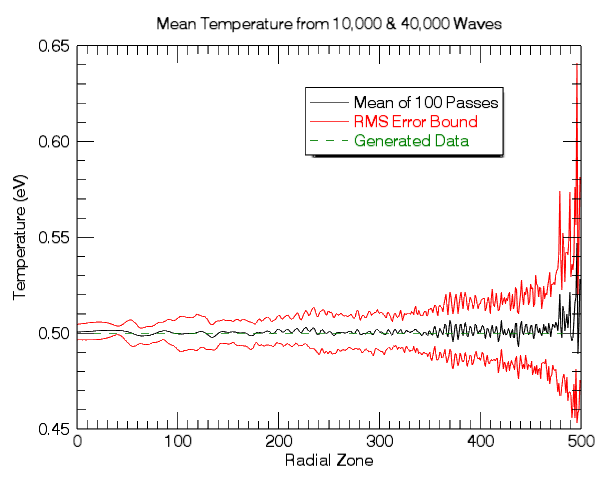 Mean Temperature from 10,000 & 40,000 Waves
0.65
Mean of 100 Passes
RMS Error Bound
Generated Data
0.60
0.55
Temperature (eV)
0.50
0.45
0 100 200 300 400 500
Radial Zone